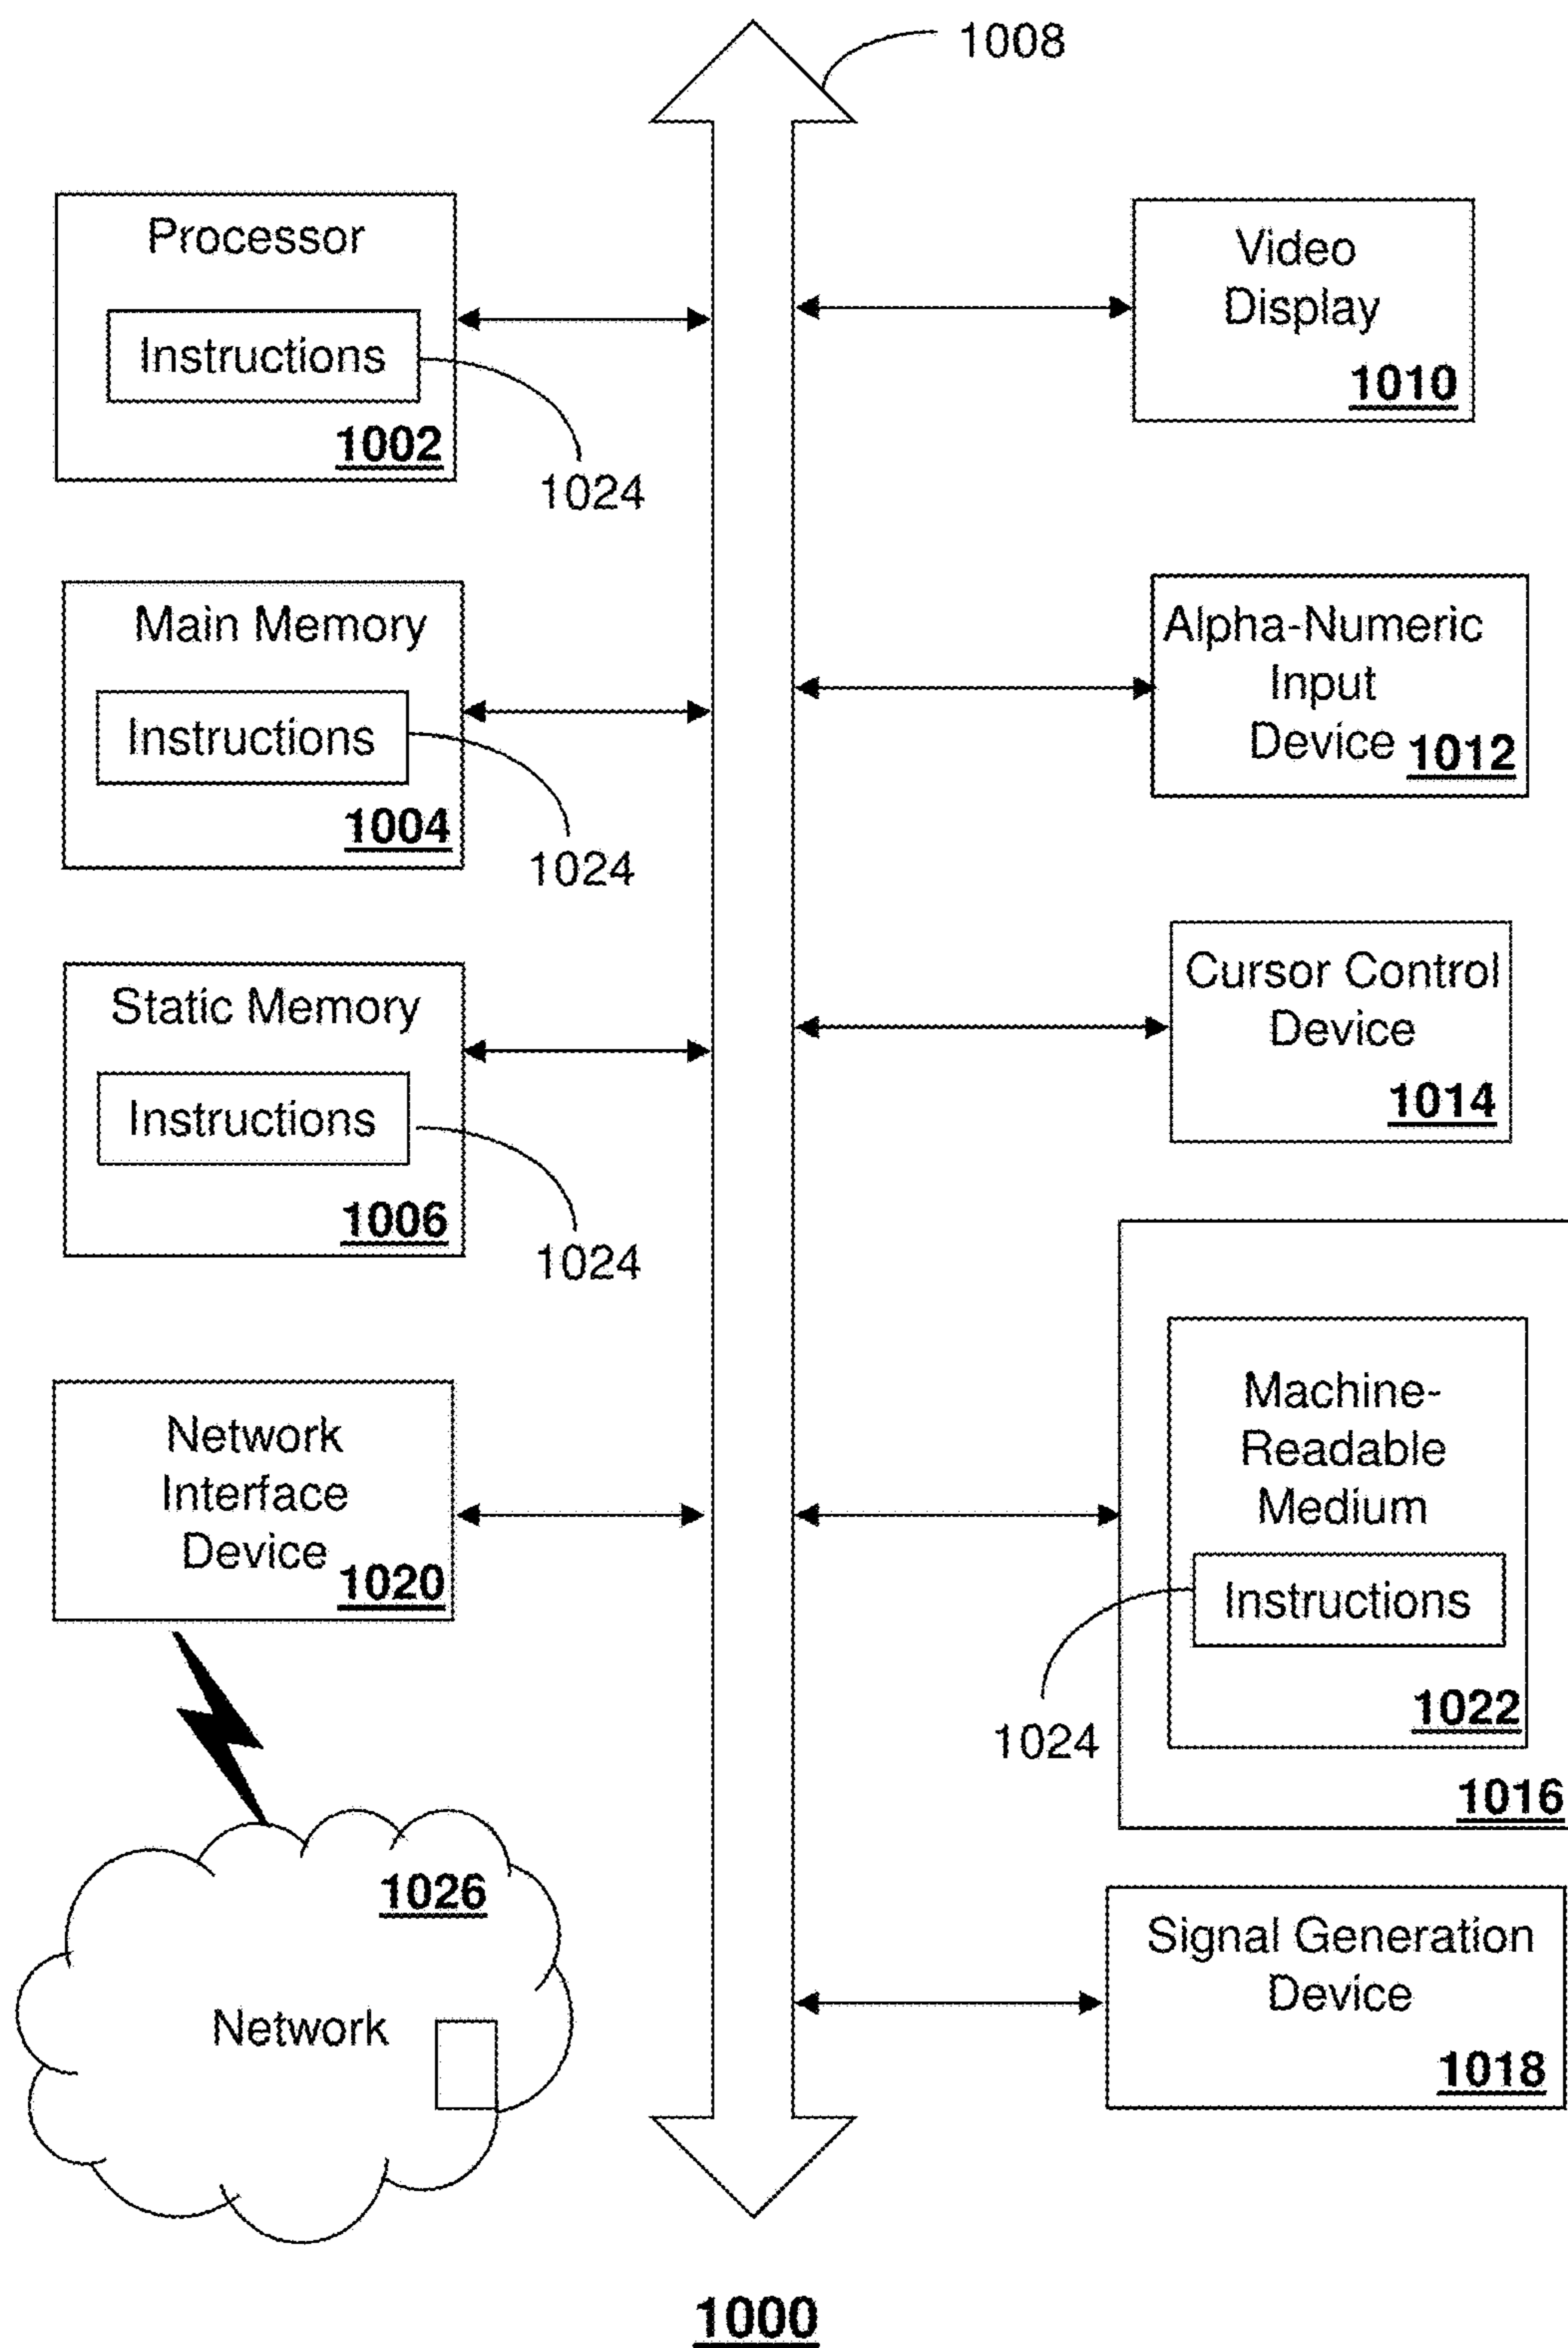 1008
Processor
Instructions
1002
1024
Main Memory
Instructions
1004
1024
Static Memory
Instructions
1006
1024
Network
Interface
Device
1020
1026
Network
Video
Display
1010
Alpha-Numeric
Input
Device 1012
Cursor Control
Device
1014
Machine-
Readable
Medium
Instructions
1022
1024
1016
Signal Generation
Device
1018
1000